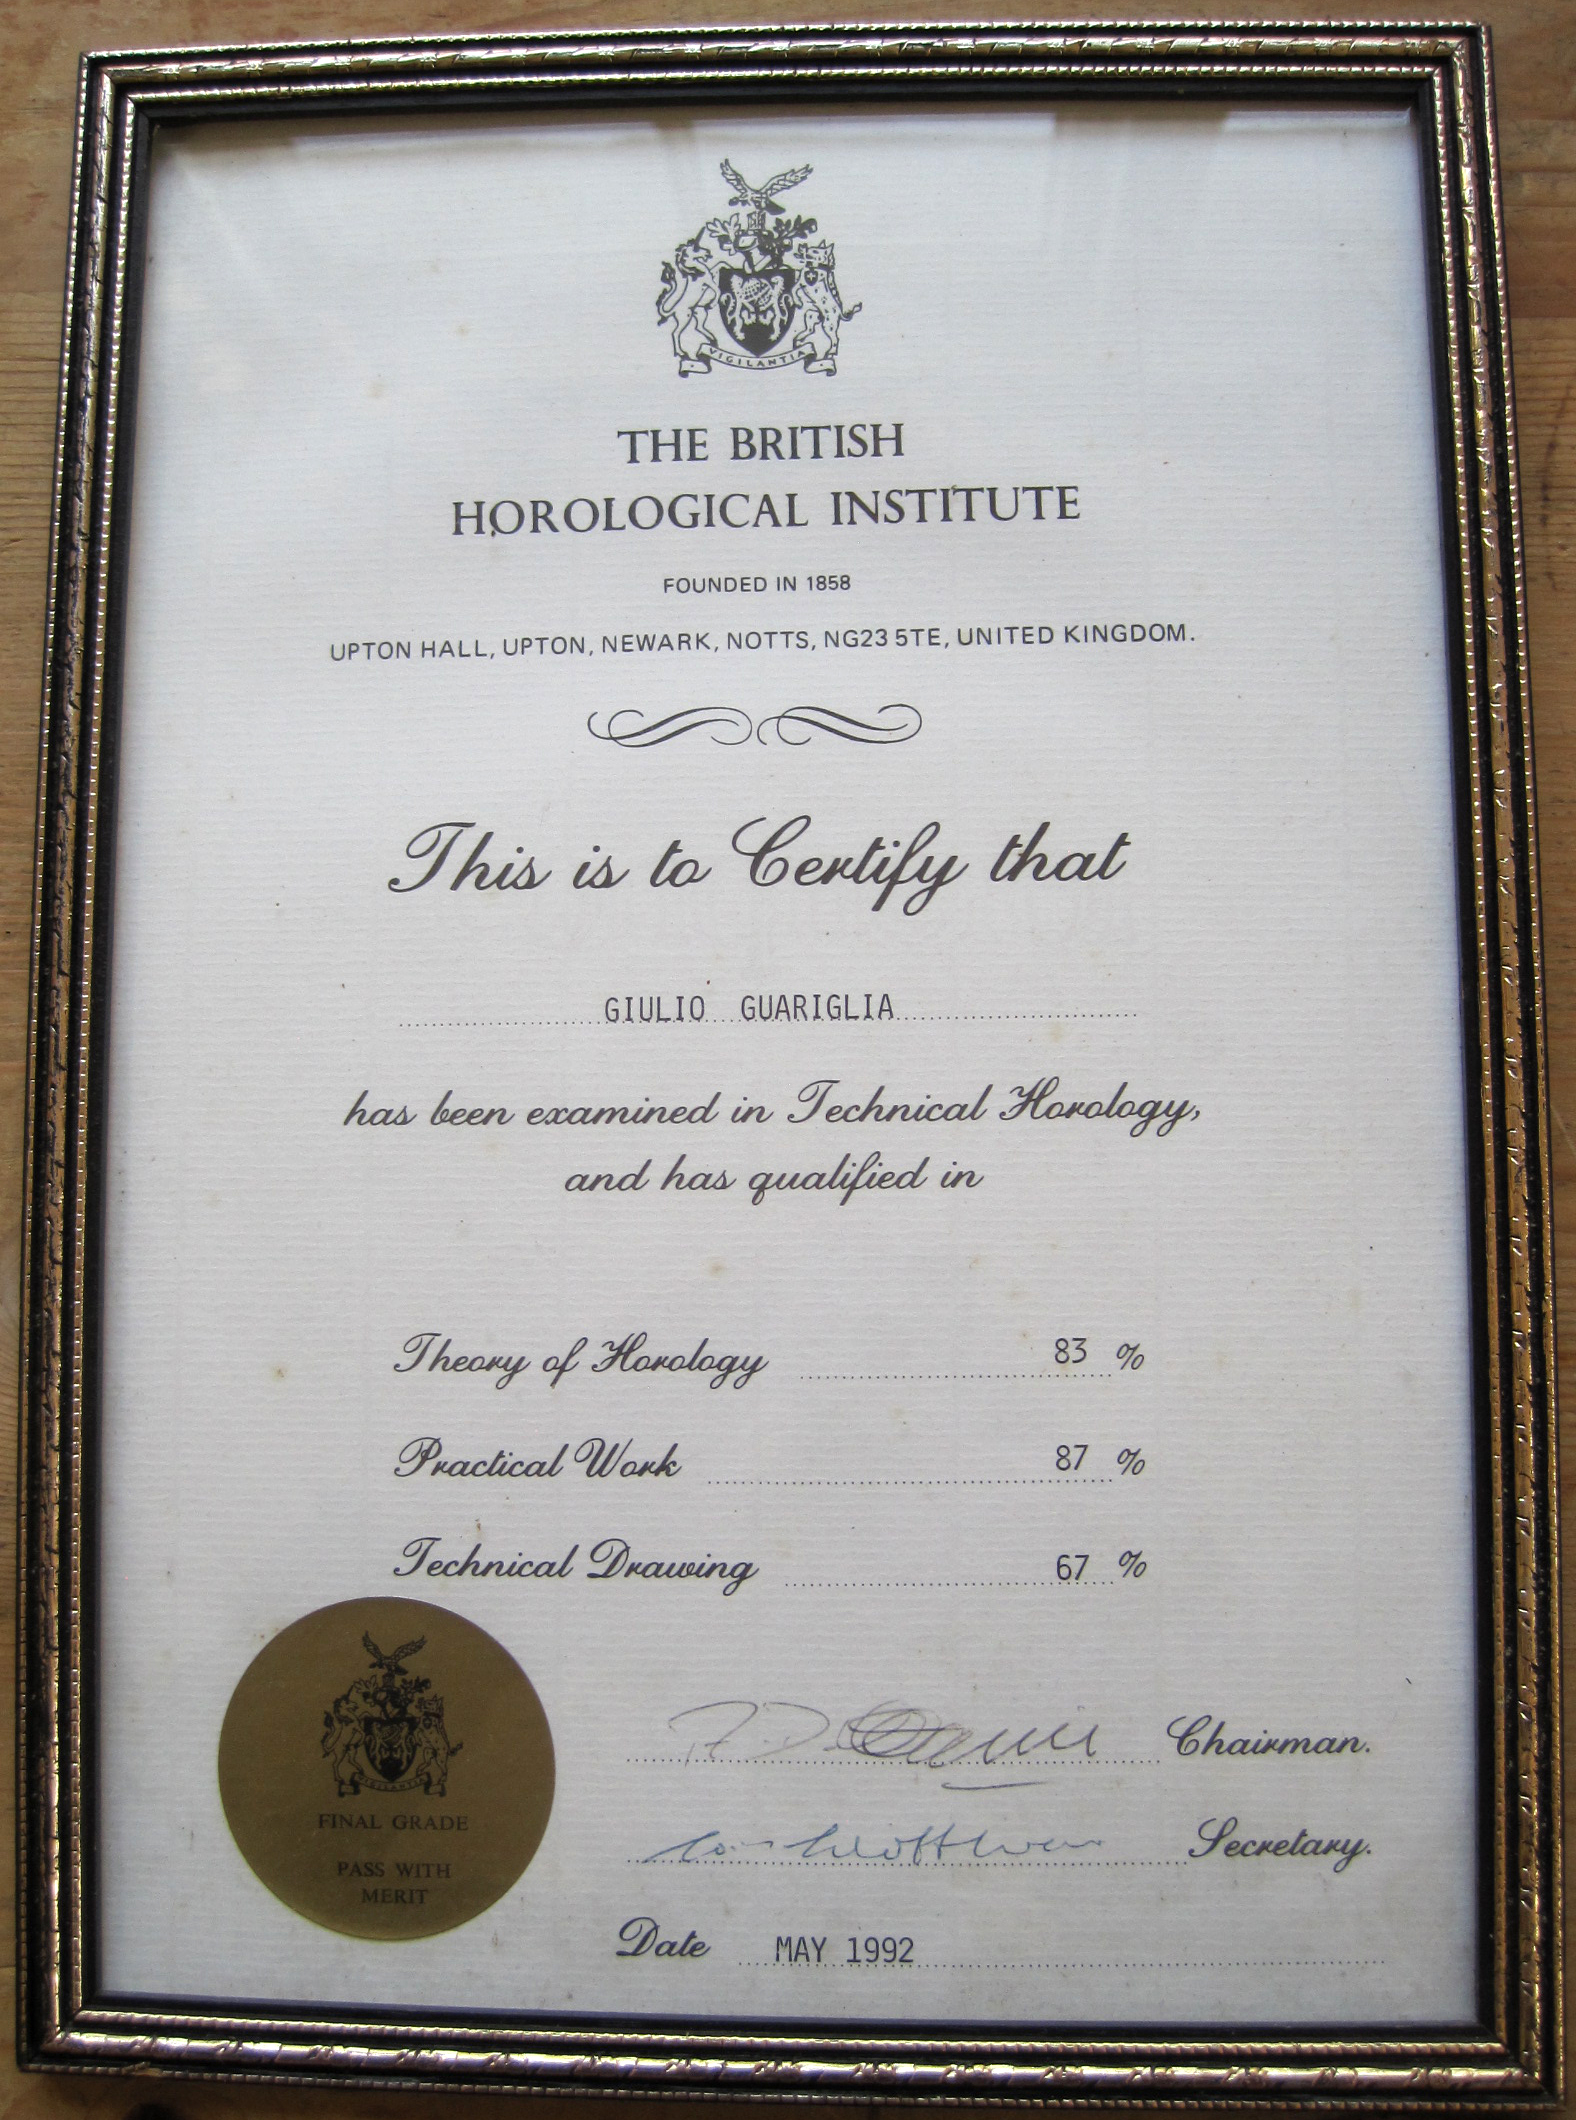 VIGILANTIA
THE BRITISH
HOROLOGICAL INSTITUTE
FOUNDED IN 1858
UPTON HALL, UPTON, NEWARK, NOTTS, NG23 5TE, UNITED KINGDOM.
This is to Certify that
GIULIO GUARIGLIA
has been examined in Technical Horology,
and has qualified in
Theory of Horology 83 %
Practical Work 87 %
Technical Drawing 67 %
Chairman.
Secretary.
Date MAY 1992
VIGILANTIA
FINAL GRADE
PASS WITH
MERIT